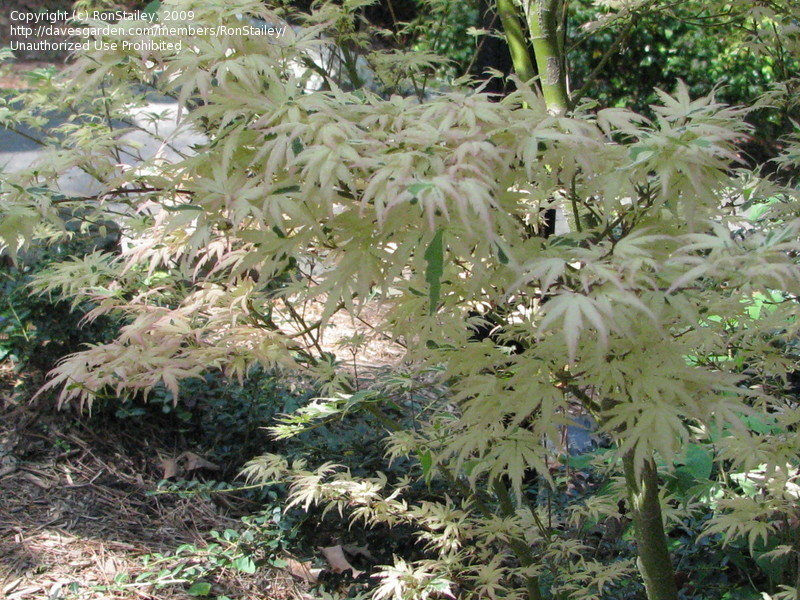 Copyright (c) RonStailey, 2009
http://davesgarden.com/members/RonStailey/
Unauthorized Use Prohibited